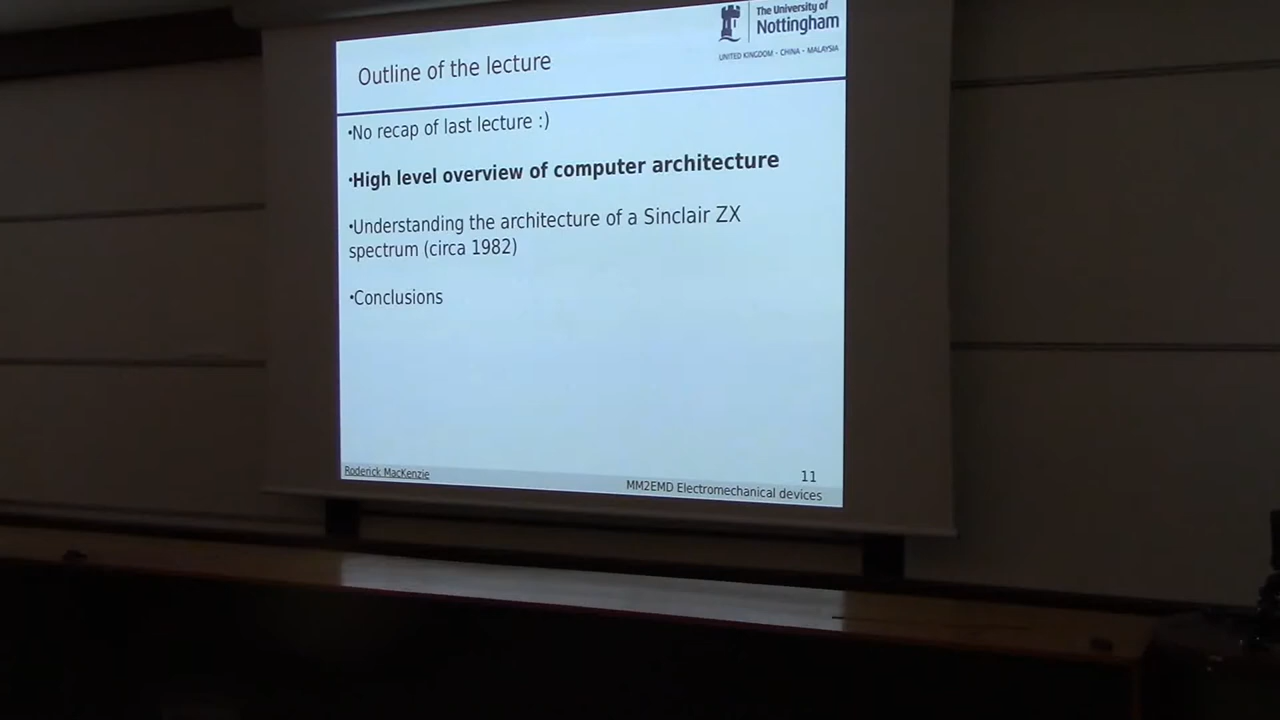 The University of
Nottingham
UNITED KINGDOM · CHINA · MALAYSIA
Outline of the lecture
•No recap of last lecture :)
•High level overview of computer architecture
•Understanding the architecture of a Sinclair ZX
spectrum (circa 1982)
•Conclusions
Roderick MacKenzie
11
MM2EMD Electromechanical devices